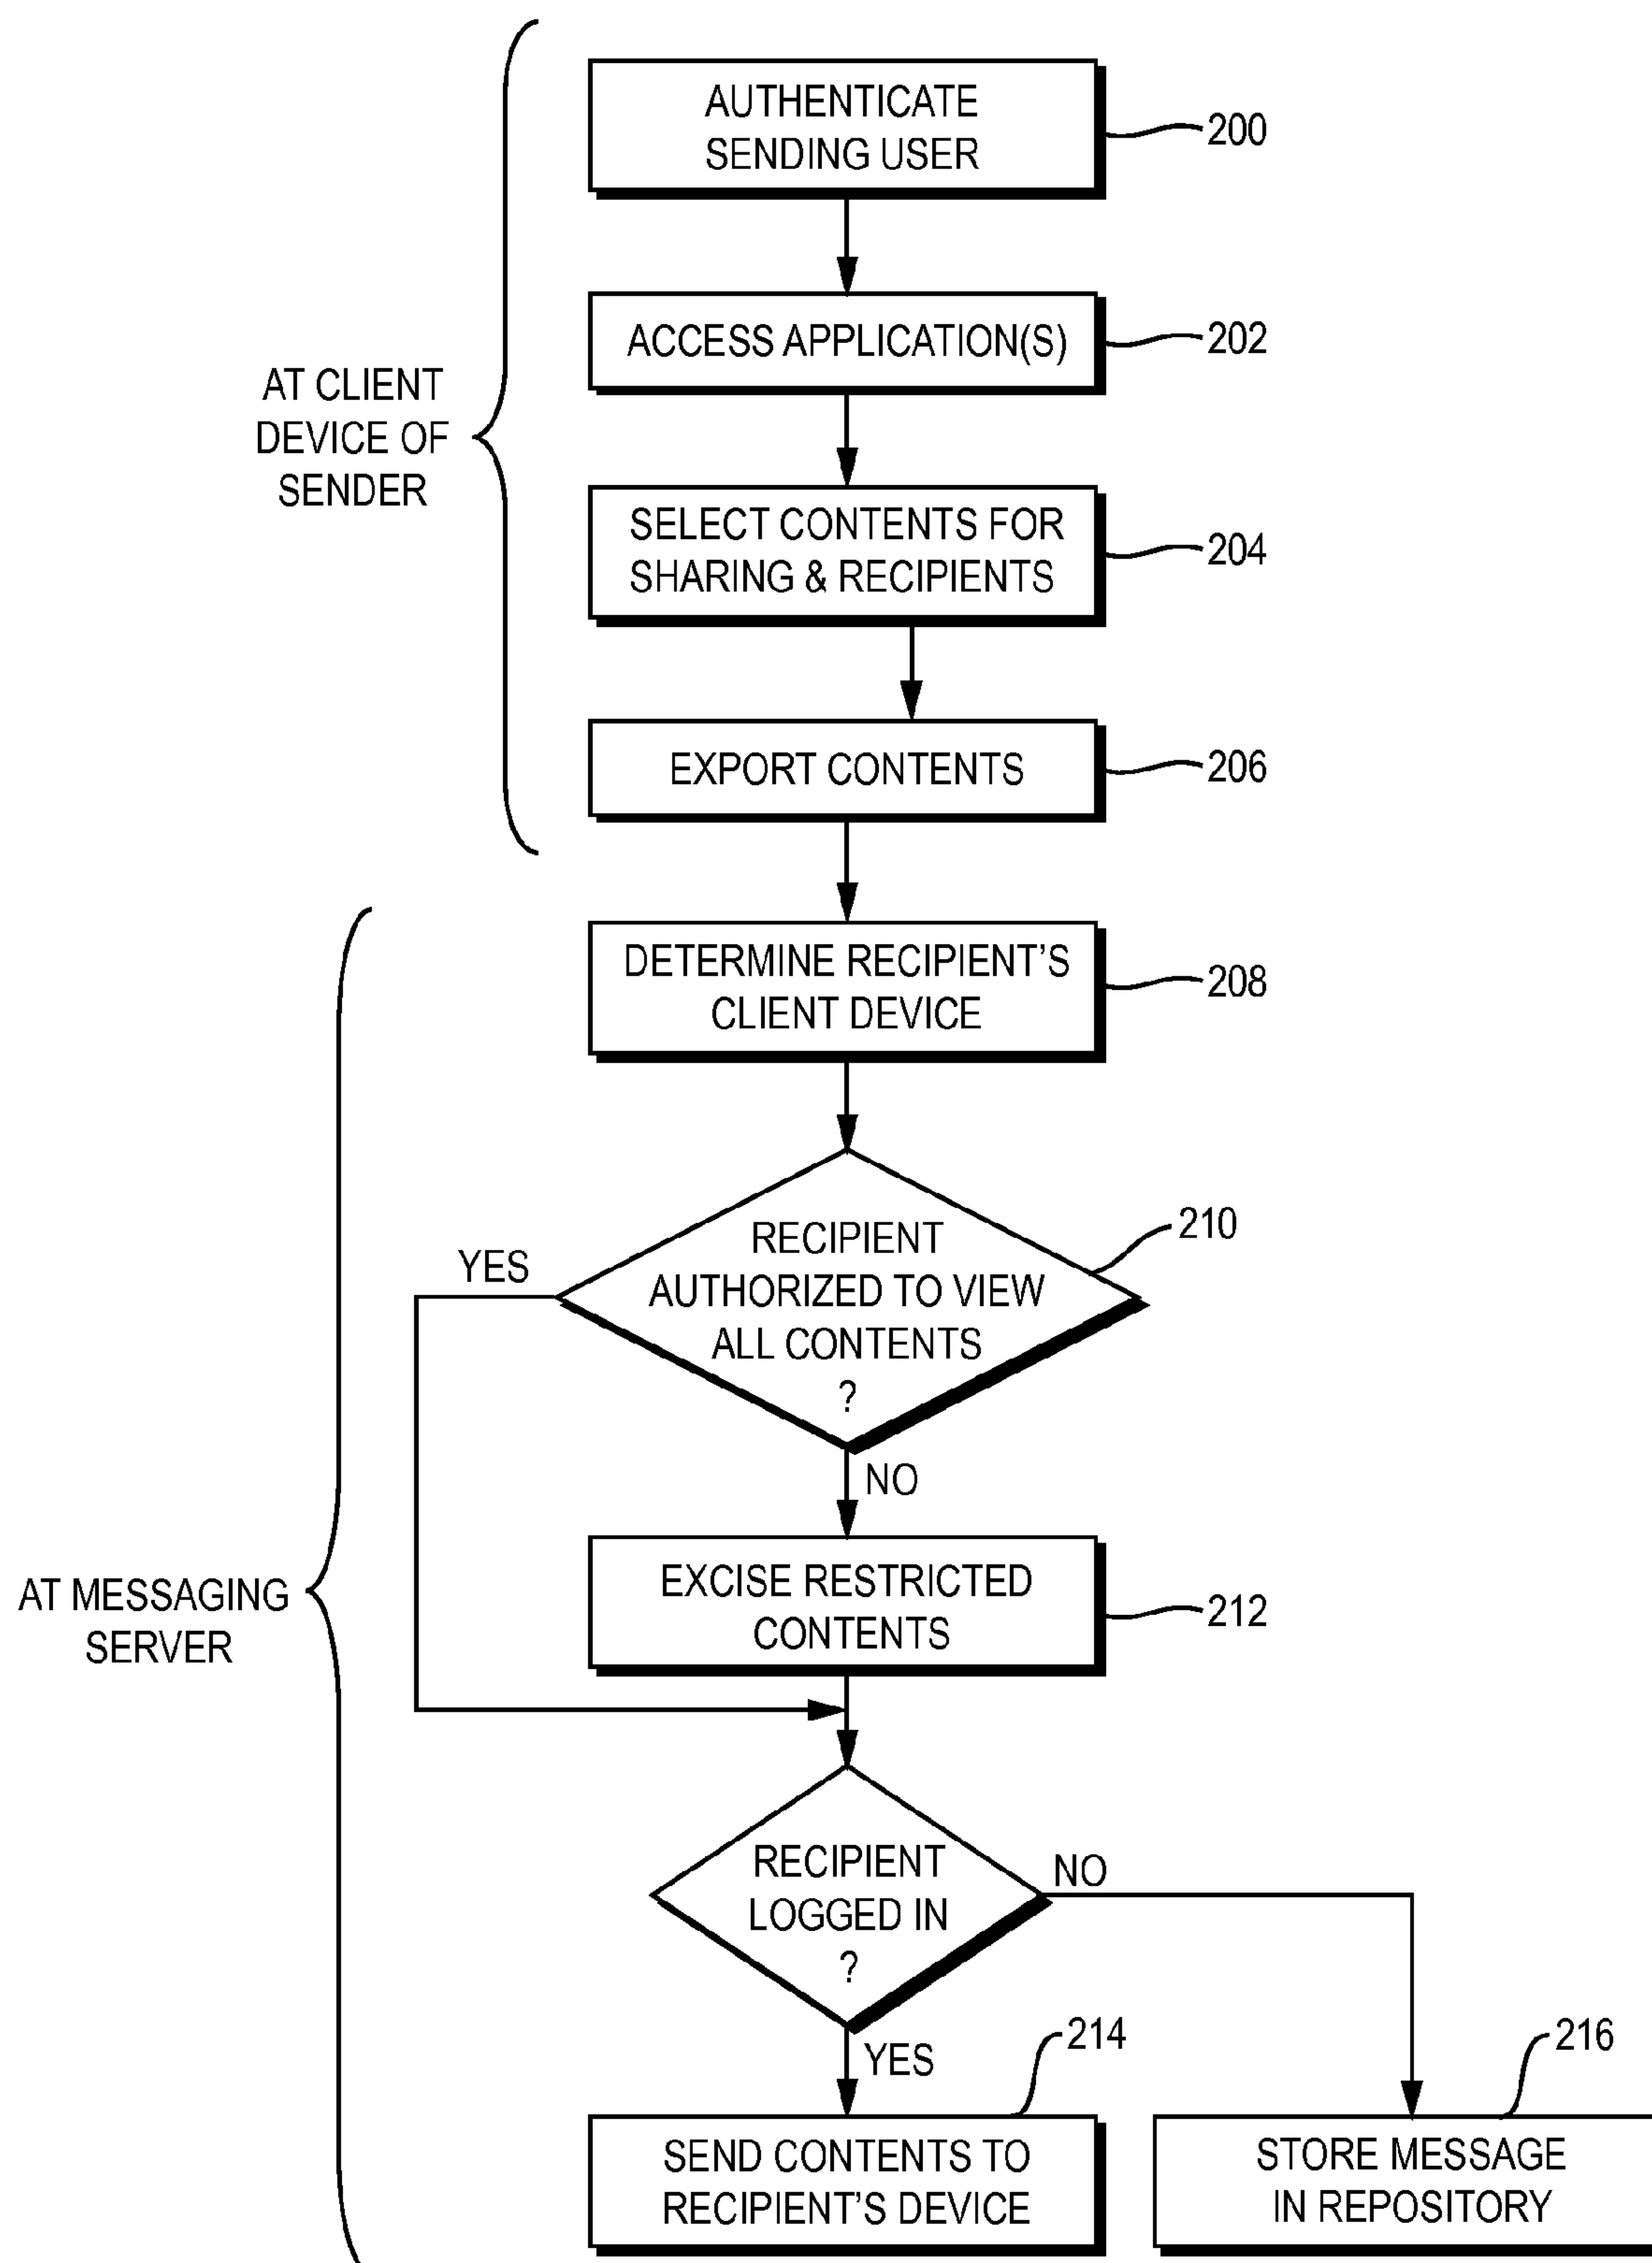 AUTHENTICATE
SENDING USER
200
ACCESS APPLICATION(S)
202
AT CLIENT
DEVICE OF
SENDER
SELECT CONTENTS FOR
SHARING & RECIPIENTS
204
EXPORT CONTENTS
206
DETERMINE RECIPIENT'S
CLIENT DEVICE
208
RECIPIENT
AUTHORIZED TO VIEW
ALL CONTENTS
?
210
YES
NO
EXCISE RESTRICTED
CONTENTS
212
AT MESSAGING
SERVER
RECIPIENT
LOGGED IN
?
NO
YES
214
216
SEND CONTENTS TO
RECIPIENT'S DEVICE
STORE MESSAGE
IN REPOSITORY